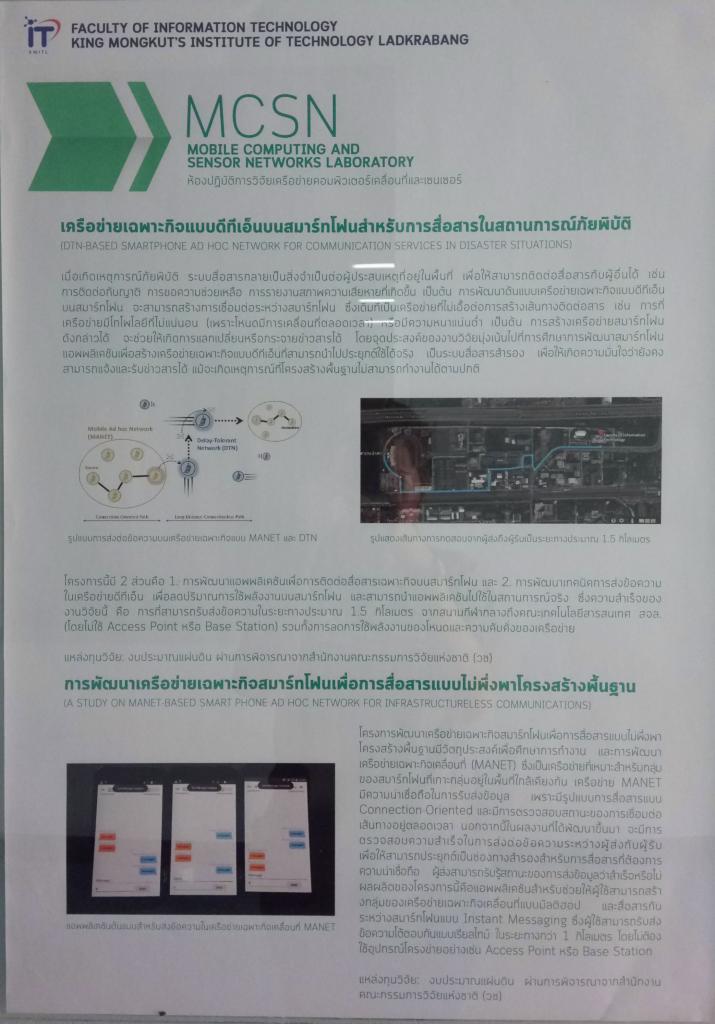 iT
KMITL
FACULTY OF INFORMATION TECHNOLOGY
KING MONGKUT'S INSTITUTE OF TECHNOLOGY LADKRABANG
MCSN
MOBILE COMPUTING AND
SENSOR NETWORKS LABORATORY
ห้องปฏิบัติการวิจัยเครือข่ายคอมพิวเตอร์เคลื่อนที่และเซนเซอร์
เครือข่ายเฉพาะกิจแบบดีทีเอ็นบนสมาร์ทโฟนสำหรับการสื่อสารในสถานการณ์ภัยพิบัติ
(DTN-BASED SMARTPHONE AD HOC NETWORK FOR COMMUNICATION SERVICES IN DISASTER SITUATIONS)
เมื่อเกิดเหตุการณ์ภัยพิบัติ ระบบสื่อสารกลายเป็นสิ่งจำเป็นต่อผู้ประสบเหตุที่อยู่ในพื้นที่ เพื่อให้สามารถติดต่อสื่อสารกับผู้อื่นได้ เช่น
การติดต่อกับญาติ การขอความช่วยเหลือ การรายงานสภาพความเสียหายที่เกิดขึ้น เป็นต้น การพัฒนาต้นแบบเครือข่ายเฉพาะกิจแบบดีทีเอ็น
บนสมาร์ทโฟน จะสามารถสร้างการเชื่อมต่อระหว่างสมาร์ทโฟน ซึ่งเดิมทีเป็นเครือข่ายที่ไม่เอื้อต่อการสร้างเส้นทางติดต่อสาร เช่น การที่
เครือข่ายมีโทโพโลยีที่ไม่แน่นอน (เพราะโหนดมีการเคลื่อนที่ตลอดเวลา) หรือมีความหนาแน่นต่ำ เป็นต้น การสร้างเครือข่ายสมาร์ทโฟน
ดังกล่าวได้ จะช่วยให้เกิดการแลกเปลี่ยนหรือกระจายข่าวสารได้ โดยจุดประสงค์ของงานวิจัยมุ่งเน้นไปที่การศึกษาการพัฒนาสมาร์ทโฟน
แอพพลิเคชันเพื่อสร้างเครือข่ายเฉพาะกิจแบบดีทีเอ็นที่สามารถนำไปประยุกต์ใช้ได้จริง เป็นระบบสื่อสารสำรอง เพื่อให้เกิดความมั่นใจว่ายังคง
สามารถแจ้งและรับข่าวสารได้ แม้จะเกิดเหตุการณ์ที่โครงสร้างพื้นฐานไม่สามารถทำงานได้ตามปกติ
Mobile Ad hoc Network
(MANET)
Delay-Tolerant
Network (DTN)
Source
Destination
Connection Oriented Path
Long Distance Communication Path
Faculty of Information
Technology
รูปแบบการส่งต่อข้อความบนเครือข่ายเฉพาะกิจแบบ MANET และ DTN
รูปแสดงเส้นทางการทดสอบจากผู้ส่งถึงผู้รับเป็นระยะทางประมาณ 1.5 กิโลเมตร
โครงการนี้มี 2 ส่วนคือ 1. การพัฒนาแอพพลิเคชันเพื่อการติดต่อสื่อสารเฉพาะกิจบนสมาร์ทโฟน และ 2. การพัฒนาเทคนิคการส่งข้อความ
ในเครือข่ายดีทีเอ็น เพื่อลดปริมาณการใช้พลังงานบนสมาร์ทโฟน และสามารถนำแอพพลิเคชันไปใช้ในสถานการณ์จริง ซึ่งความสำเร็จของ
งานวิจัยนี้ คือ การที่สามารถรับส่งข้อความในระยะทางประมาณ 1.5 กิโลเมตร จากสนามกีฬากลางถึงคณะเทคโนโลยีสารสนเทศ สจล.
(โดยไม่ใช้ Access Point หรือ Base Station) รวมทั้งการลดการใช้พลังงานของโหนดและความคับคั่งของเครือข่าย
แหล่งทุนวิจัย: งบประมาณแผ่นดิน ผ่านการพิจารณาจากสำนักงานคณะกรรมการวิจัยแห่งชาติ (วช)
การพัฒนาเครือข่ายเฉพาะกิจสมาร์ทโฟนเพื่อการสื่อสารแบบไม่พึ่งพาโครงสร้างพื้นฐาน
(A STUDY ON MANET-BASED SMART PHONE AD HOC NETWORK FOR INFRASTRUCTURELESS COMMUNICATIONS)
โครงการพัฒนาเครือข่ายเฉพาะกิจสมาร์ทโฟนเพื่อการสื่อสารแบบไม่พึ่งพา
โครงสร้างพื้นฐานมีวัตถุประสงค์เพื่อศึกษาการทำงาน และการพัฒนา
เครือข่ายเฉพาะกิจเคลื่อนที่ (MANET) ซึ่งเป็นเครือข่ายที่เหมาะสำหรับกลุ่ม
ของสมาร์ทโฟนที่เกาะกลุ่มอยู่ในพื้นที่ใกล้เคียงกัน เครือข่าย MANET
มีความน่าเชื่อถือในการรับส่งข้อมูล เพราะมีรูปแบบการสื่อสารแบบ
Connection-Oriented และมีการตรวจสอบสถานะของการเชื่อมต่อ
เส้นทางอยู่ตลอดเวลา นอกจากนี้ในผลงานที่ได้พัฒนาขึ้นมา จะมีการ
ตรวจสอบความสำเร็จในการส่งต่อข้อความระหว่างผู้ส่งกับผู้รับ
เพื่อให้สามารถประยุกต์เป็นช่องทางสำรองสำหรับการสื่อสารที่ต้องการ
ความน่าเชื่อถือ ผู้ส่งสามารถรับรู้สถานะการส่งข้อมูลว่าสำเร็จหรือไม่
ผลผลิตของโครงการนี้คือแอพพลิเคชันสำหรับช่วยให้ผู้ใช้สามารถสร้า
งกลุ่มของเครือข่ายเฉพาะกิจเคลื่อนที่แบบมัลติฮอป และสื่อสารกัน
ระหว่างสมาร์ทโฟนแบบ Instant Messaging ซึ่งผู้ใช้สามารถรับส่ง
ข้อความโต้ตอบกันแบบเรียลไทม์ ในระยะทางกว่า 1 กิโลเมตร โดยไม่ต้อง
ใช้อุปกรณ์โครงข่ายอย่างเช่น Access Point หรือ Base Station
แอพพลิเคชันต้นแบบสำหรับส่งข้อความในเครือข่ายเฉพาะกิจเคลื่อนที่ MANET
แหล่งทุนวิจัย: งบประมาณแผ่นดิน ผ่านการพิจารณาจากสำนักงาน
คณะกรรมการวิจัยแห่งชาติ (วช)